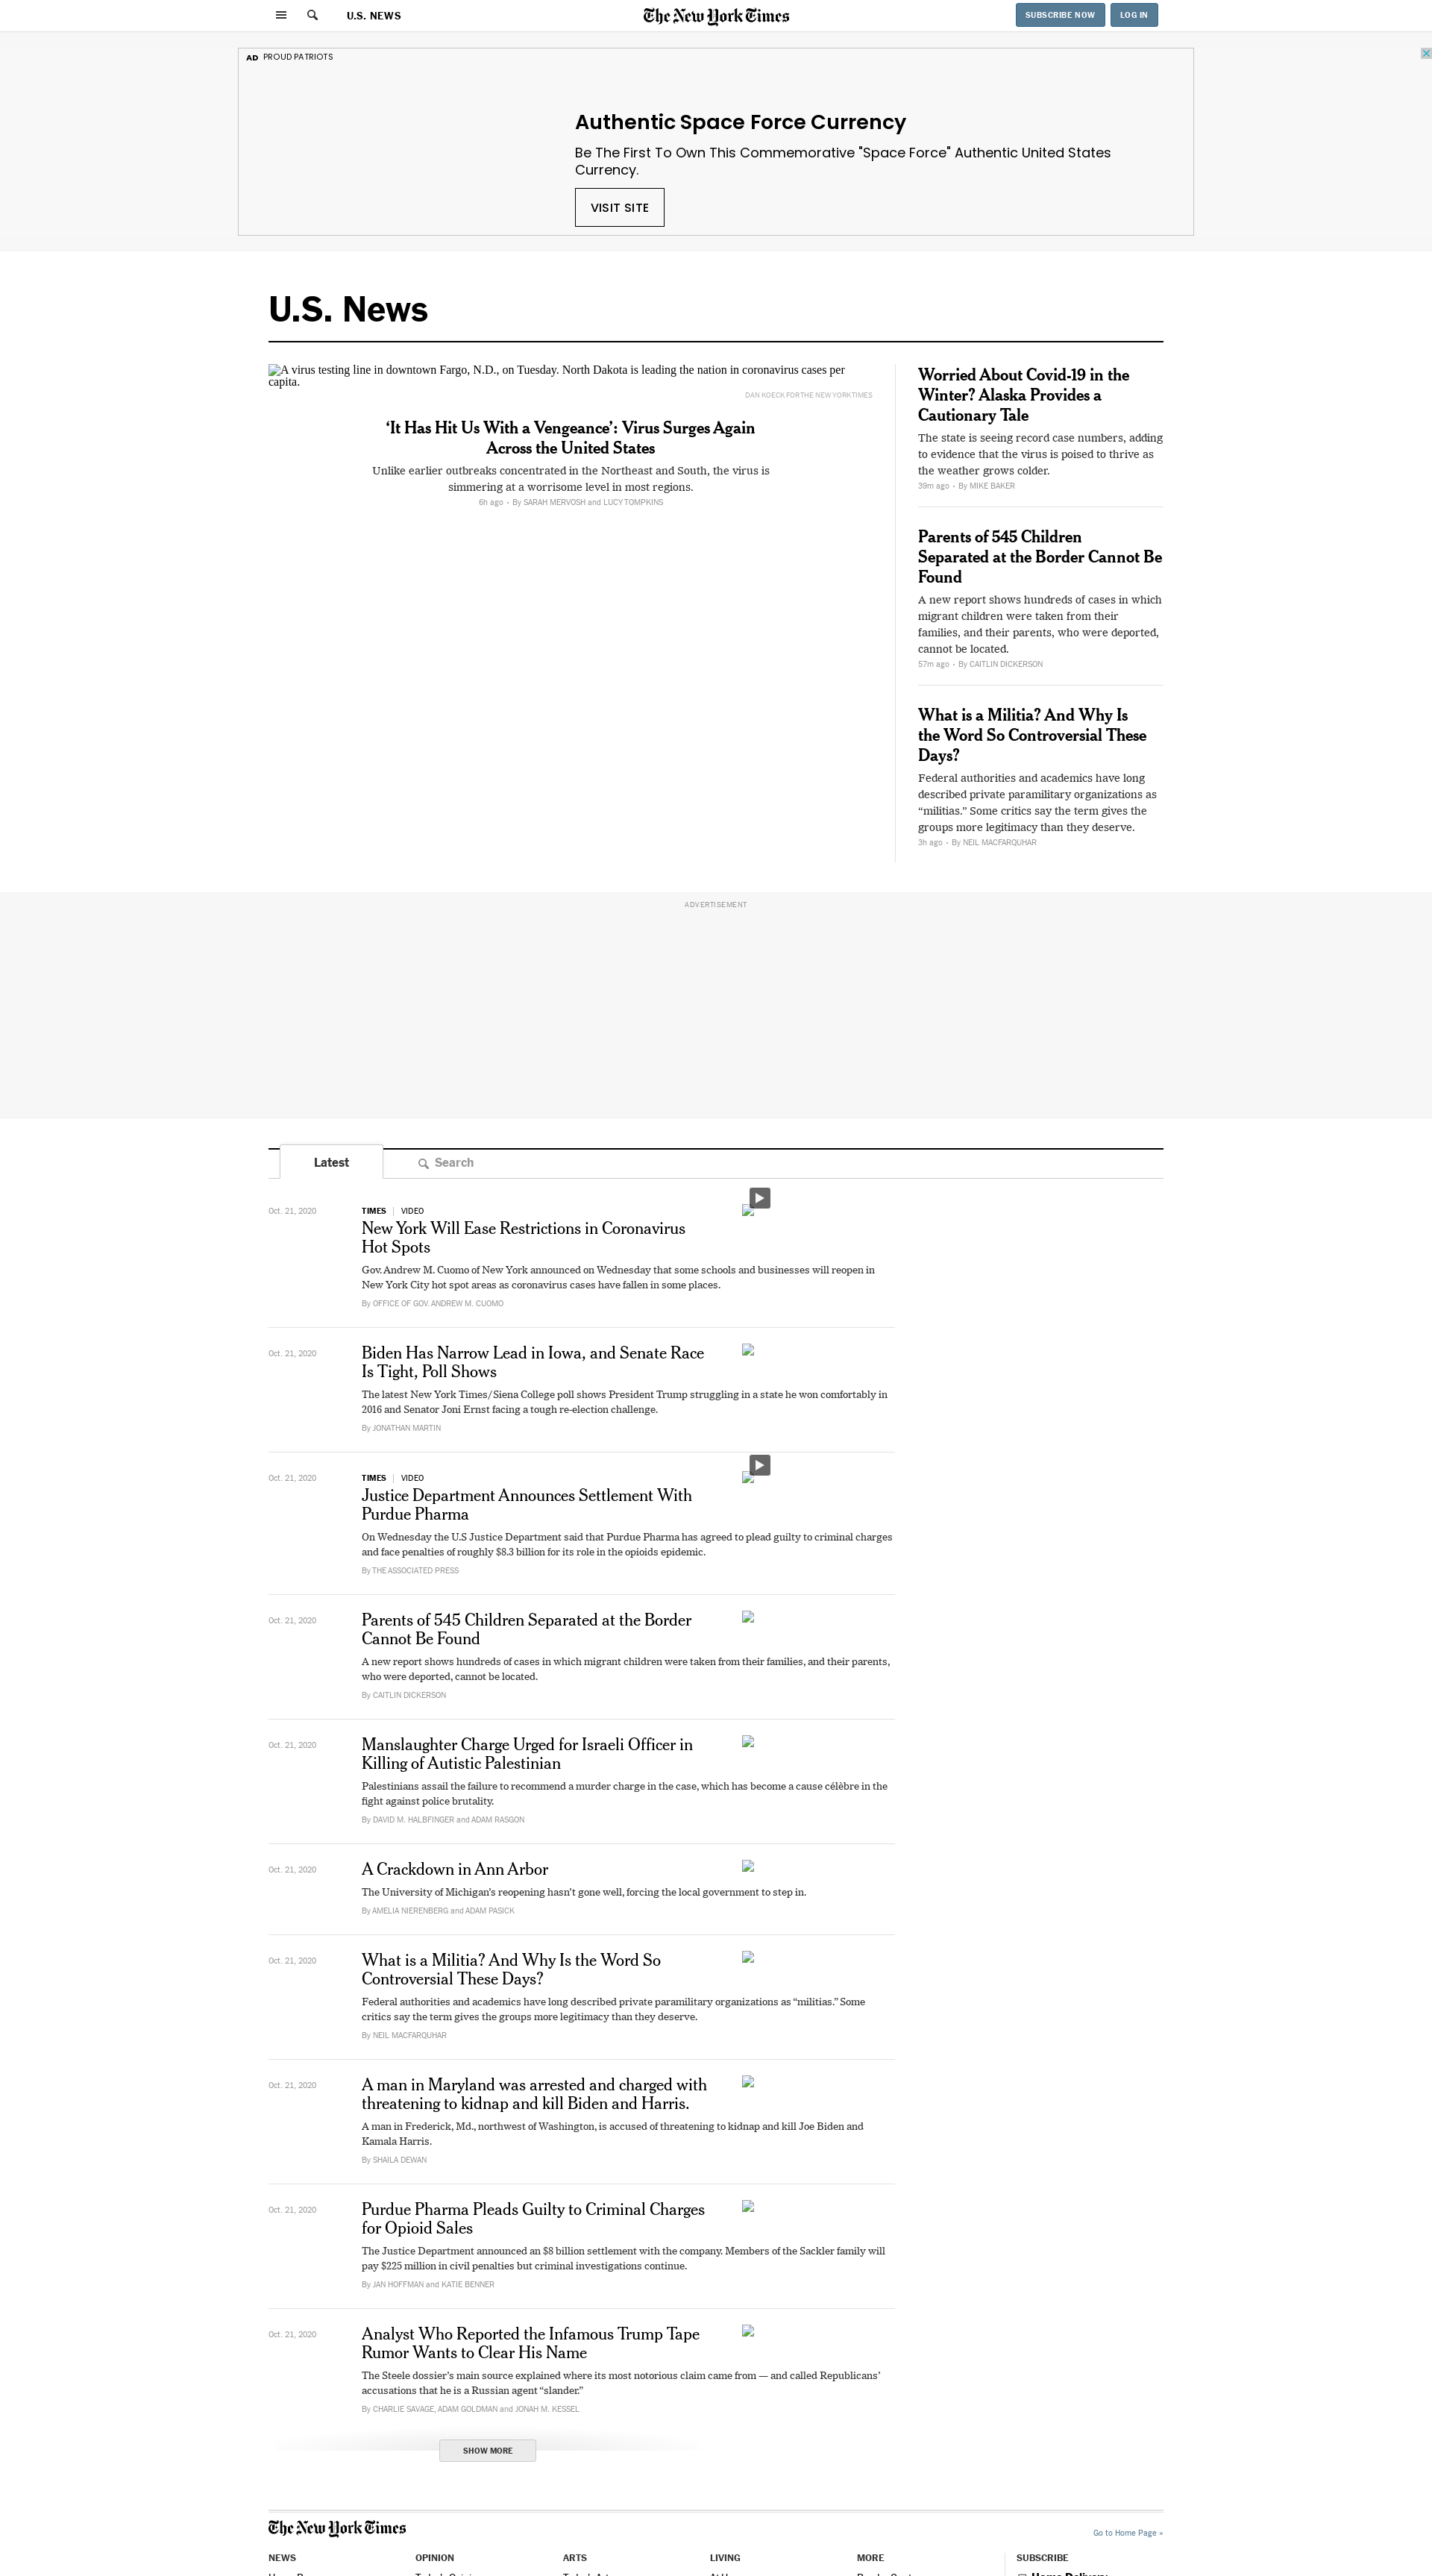 U.S. NEWS
The New York Times
SUBSCRIBE NOW
LOG IN
AD PROUD PATRIOTS
Authentic Space Force Currency
Be The First To Own This Commemorative "Space Force" Authentic United States
Currency.
VISIT SITE
U.S. News
A virus testing line in downtown Fargo, N.D., on Tuesday. North Dakota is leading the nation in coronavirus cases per
capita.
DAN KOECK FOR THE NEW YORK TIMES
‘It Has Hit Us With a Vengeance’: Virus Surges Again
Across the United States
Unlike earlier outbreaks concentrated in the Northeast and South, the virus is
simmering at a worrisome level in most regions.
6h ago • By SARAH MERVOSH and LUCY TOMPKINS
Worried About Covid-19 in the
Winter? Alaska Provides a
Cautionary Tale
The state is seeing record case numbers, adding
to evidence that the virus is poised to thrive as
the weather grows colder.
39m ago • By MIKE BAKER
Parents of 545 Children
Separated at the Border Cannot Be
Found
A new report shows hundreds of cases in which
migrant children were taken from their
families, and their parents, who were deported,
cannot be located.
57m ago • By CAITLIN DICKERSON
What is a Militia? And Why Is
the Word So Controversial These
Days?
Federal authorities and academics have long
described private paramilitary organizations as
“militias.” Some critics say the term gives the
groups more legitimacy than they deserve.
3h ago • By NEIL MACFARQUHAR
ADVERTISEMENT
Latest
Search
Oct. 21, 2020
TIMES | VIDEO
New York Will Ease Restrictions in Coronavirus
Hot Spots
Gov. Andrew M. Cuomo of New York announced on Wednesday that some schools and businesses will reopen in
New York City hot spot areas as coronavirus cases have fallen in some places.
By OFFICE OF GOV. ANDREW M. CUOMO
Oct. 21, 2020
Biden Has Narrow Lead in Iowa, and Senate Race
Is Tight, Poll Shows
The latest New York Times/Siena College poll shows President Trump struggling in a state he won comfortably in
2016 and Senator Joni Ernst facing a tough re-election challenge.
By JONATHAN MARTIN
Oct. 21, 2020
TIMES | VIDEO
Justice Department Announces Settlement With
Purdue Pharma
On Wednesday the U.S Justice Department said that Purdue Pharma has agreed to plead guilty to criminal charges
and face penalties of roughly $8.3 billion for its role in the opioids epidemic.
By THE ASSOCIATED PRESS
Oct. 21, 2020
Parents of 545 Children Separated at the Border
Cannot Be Found
A new report shows hundreds of cases in which migrant children were taken from their families, and their parents,
who were deported, cannot be located.
By CAITLIN DICKERSON
Oct. 21, 2020
Manslaughter Charge Urged for Israeli Officer in
Killing of Autistic Palestinian
Palestinians assail the failure to recommend a murder charge in the case, which has become a cause célèbre in the
fight against police brutality.
By DAVID M. HALBFINGER and ADAM RASGON
Oct. 21, 2020
A Crackdown in Ann Arbor
The University of Michigan’s reopening hasn’t gone well, forcing the local government to step in.
By AMELIA NIERENBERG and ADAM PASICK
Oct. 21, 2020
What is a Militia? And Why Is the Word So
Controversial These Days?
Federal authorities and academics have long described private paramilitary organizations as “militias.” Some
critics say the term gives the groups more legitimacy than they deserve.
By NEIL MACFARQUHAR
Oct. 21, 2020
A man in Maryland was arrested and charged with
threatening to kidnap and kill Biden and Harris.
A man in Frederick, Md., northwest of Washington, is accused of threatening to kidnap and kill Joe Biden and
Kamala Harris.
By SHAILA DEWAN
Oct. 21, 2020
Purdue Pharma Pleads Guilty to Criminal Charges
for Opioid Sales
The Justice Department announced an $8 billion settlement with the company. Members of the Sackler family will
pay $225 million in civil penalties but criminal investigations continue.
By JAN HOFFMAN and KATIE BENNER
Oct. 21, 2020
Analyst Who Reported the Infamous Trump Tape
Rumor Wants to Clear His Name
The Steele dossier’s main source explained where its most notorious claim came from — and called Republicans’
accusations that he is a Russian agent “slander.”
By CHARLIE SAVAGE, ADAM GOLDMAN and JONAH M. KESSEL
SHOW MORE
The New York Times
Go to Home Page »
NEWS
OPINION
ARTS
LIVING
MORE
SUBSCRIBE
Home Delivery